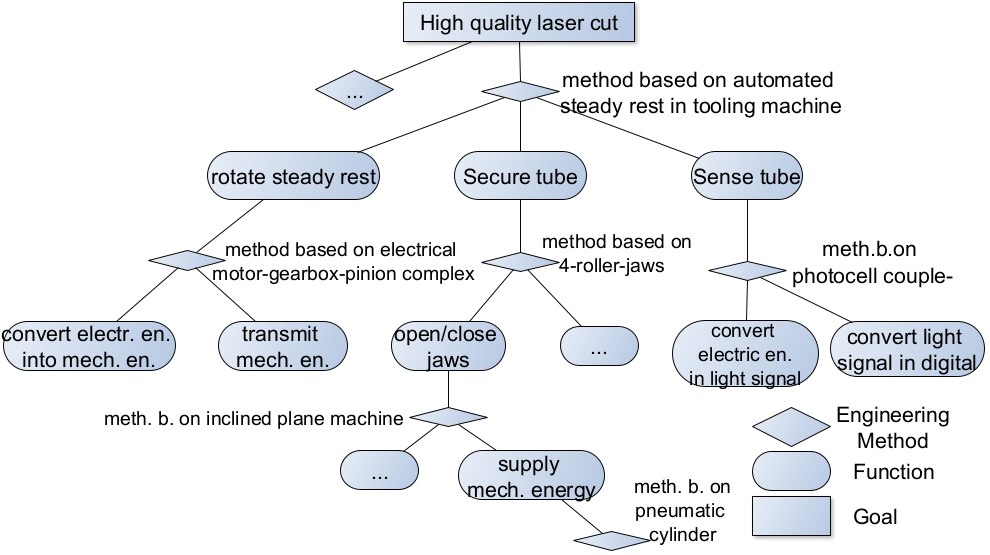 High quality laser cut
...
method based on automated
steady rest in tooling machine
rotate steady rest
Secure tube
Sense tube
method based on electrical
motor-gearbox-pinion complex
method based on
4-roller-jaws
meth.b.on
photocell couple-
convert electr. en.
into mech. en.
transmit
mech. en.
open/close
jaws
...
convert
electric en.
in light signal
convert light
signal in digital
meth. b. on inclined plane machine
...
supply
mech. energy
meth. b. on
pneumatic
cylinder
Engineering
Method
Function
Goal